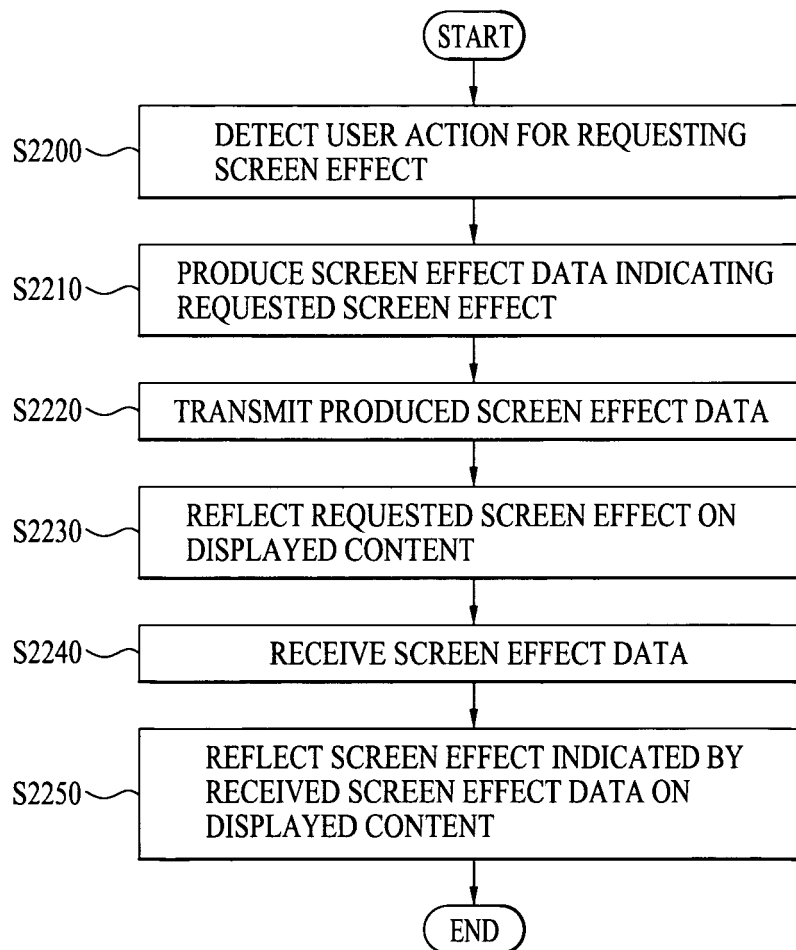 START
S2200
DETECT USER ACTION FOR REQUESTING
SCREEN EFFECT
S2210
PRODUCE SCREEN EFFECT DATA INDICATING
REQUESTED SCREEN EFFECT
S2220
TRANSMIT PRODUCED SCREEN EFFECT DATA
S2230
REFLECT REQUESTED SCREEN EFFECT ON
DISPLAYED CONTENT
S2240
RECEIVE SCREEN EFFECT DATA
S2250
REFLECT SCREEN EFFECT INDICATED BY
RECEIVED SCREEN EFFECT DATA ON
DISPLAYED CONTENT
END